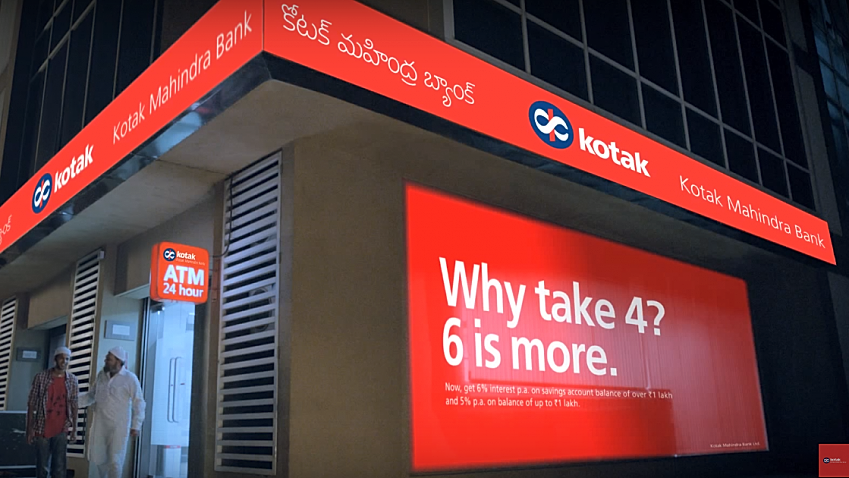 కోటక్ మహీంద్ర బ్యాంక్
kotak
Kotak Mahindra Bank
kotak
Kotak Mahindra Bank
kotak
ATM
24 hour
Why take 4?
6 is more.
Now, get 6% interest p.a. on savings account balance of over ₹1 lakh
and 5% p.a. on balance of up to ₹1 lakh.
Kotak Mahindra Bank Ltd.
kotak